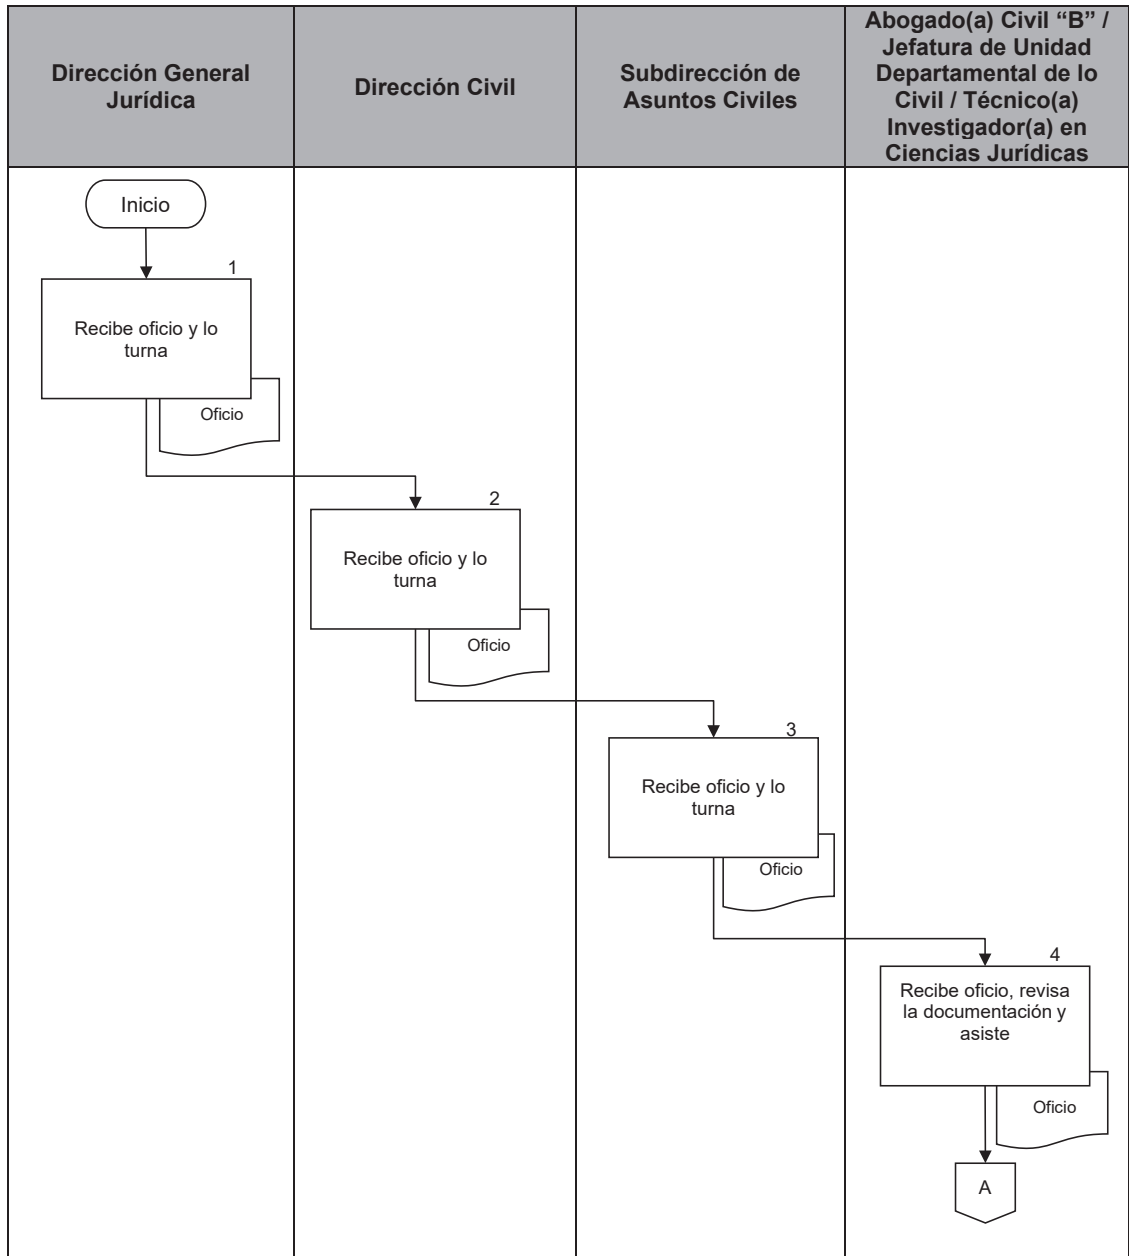 Dirección General
Jurídica
Dirección Civil
Subdirección de
Asuntos Civiles
Abogado(a) Civil “B” /
Jefatura de Unidad
Departamental de lo
Civil / Técnico(a)
Investigador(a) en
Ciencias Jurídicas
Inicio
1
Recibe oficio y lo
turna
Oficio
2
Recibe oficio y lo
turna
Oficio
3
Recibe oficio y lo
turna
Oficio
4
Recibe oficio, revisa
la documentación y
asiste
Oficio
A